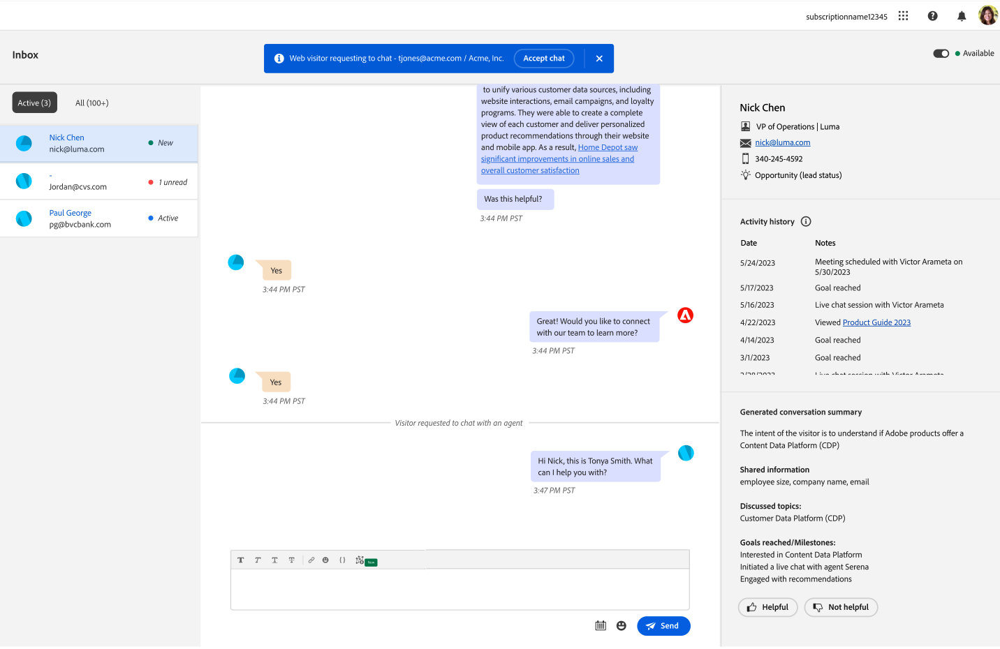 subscriptionname12345
Inbox
Web visitor requesting to chat - tjones@acme.com / Acme, Inc.
Accept chat
Available
Active (3)
All (100+)
Nick Chen
nick@luma.com
New
-
Jordan@cvs.com
1 unread
Paul George
pg@bvcbank.com
Active
to unify various customer data sources, including
website interactions, email campaigns, and loyalty
programs. They were able to create a complete
view of each customer and deliver personalized
product recommendations through their website
and mobile app. As a result, Home Depot saw
significant improvements in online sales and
overall customer satisfaction
Was this helpful?
3:44 PM PST
Yes
3:44 PM PST
Great! Would you like to connect
with our team to learn more?
3:44 PM PST
Yes
3:44 PM PST
Visitor requested to chat with an agent
Hi Nick, this is Tonya Smith. What
can I help you with?
3:47 PM PST
New
Send
Nick Chen
VP of Operations | Luma
nick@luma.com
340-245-4592
Opportunity (lead status)
Activity history
Date Notes
5/24/2023 Meeting scheduled with Victor Arameta on
5/30/2023
5/17/2023 Goal reached
5/16/2023 Live chat session with Victor Arameta
4/22/2023 Viewed Product Guide 2023
4/14/2023 Goal reached
3/1/2023 Goal reached
Live chat session with Victor Arameta
Generated conversation summary
The intent of the visitor is to understand if Adobe products offer a
Content Data Platform (CDP)
Shared information
employee size, company name, email
Discussed topics:
Customer Data Platform (CDP)
Goals reached/Milestones:
Interested in Content Data Platform
Initiated a live chat with agent Serena
Engaged with recommendations
Helpful
Not helpful